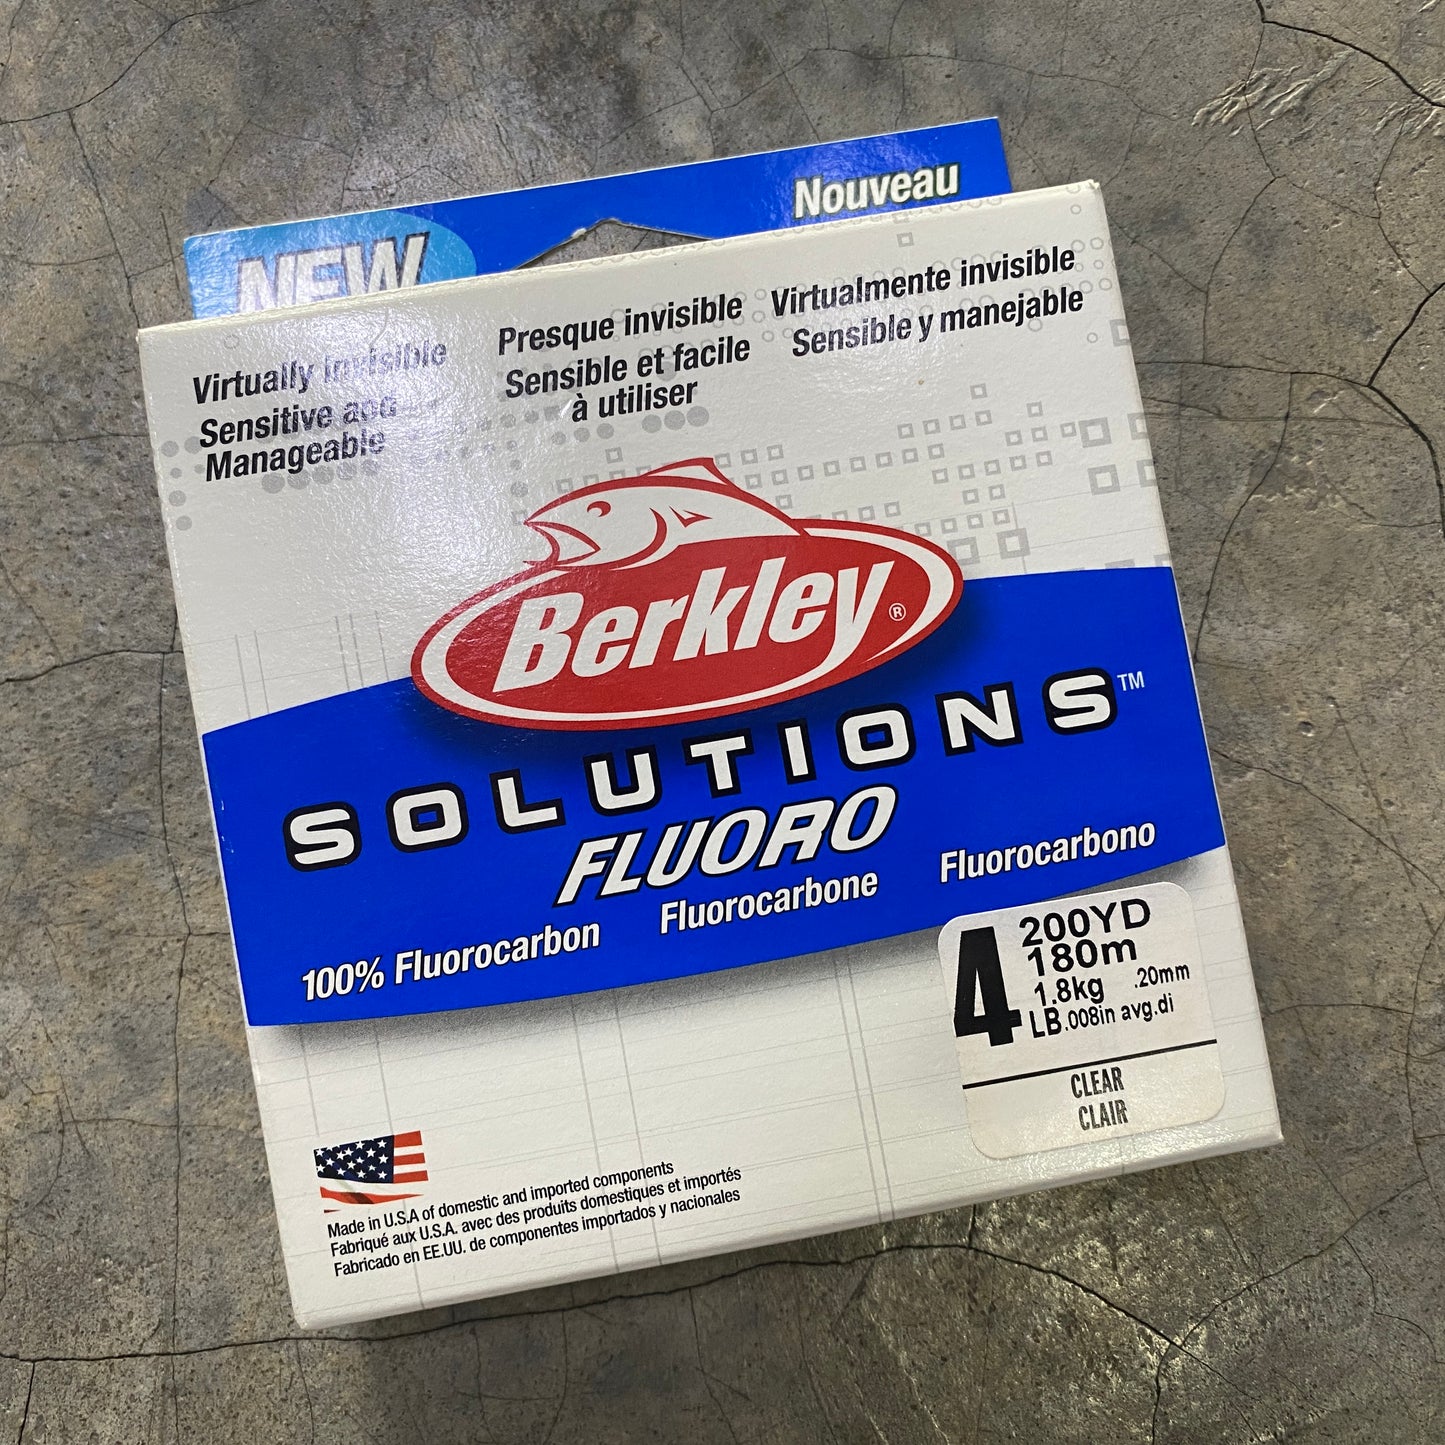 NEW
Nouveau
Virtually invisible
Sensitive and
Manageable
Presque invisible
Sensible et facile
à utiliser
Virtualmente invisible
Sensible y manejable
Berkley®
SOLUTIONS™
FLUORO
100% Fluorocarbon
Fluorocarbone
Fluorocarbono
4
200YD
180m
1.8kg .20mm
LB .008in avg.di
CLEAR
CLAIR
Made in U.S.A of domestic and imported components
Fabriqué aux U.S.A. avec des produits domestiques et importés
Fabricado en EE.UU. de componentes importados y nacionales